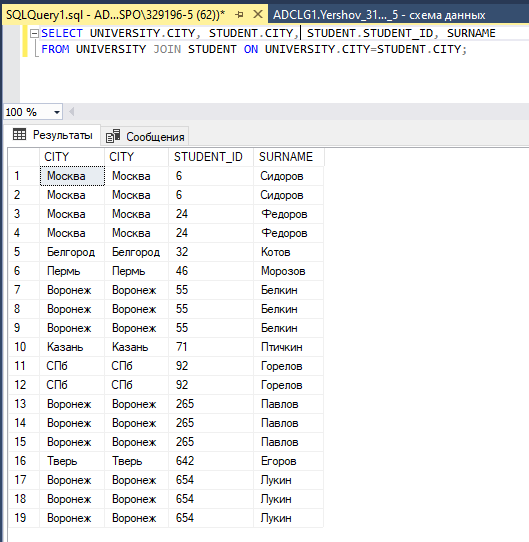 SQLQuery1.sql - AD...SPO\329196-5 (62))* ADCLG1.Yershov_31..._5 - схема данных
SELECT UNIVERSITY.CITY, STUDENT.CITY, STUDENT.STUDENT_ID, SURNAME
FROM UNIVERSITY JOIN STUDENT ON UNIVERSITY.CITY=STUDENT.CITY;
100 %
Результаты Сообщения
CITY CITY STUDENT_ID SURNAME
1 Москва Москва 6 Сидоров
2 Москва Москва 6 Сидоров
3 Москва Москва 24 Федоров
4 Москва Москва 24 Федоров
5 Белгород Белгород 32 Котов
6 Пермь Пермь 46 Морозов
7 Воронеж Воронеж 55 Белкин
8 Воронеж Воронеж 55 Белкин
9 Воронеж Воронеж 55 Белкин
10 Казань Казань 71 Птичкин
11 СПб СПб 92 Горелов
12 СПб СПб 92 Горелов
13 Воронеж Воронеж 265 Павлов
14 Воронеж Воронеж 265 Павлов
15 Воронеж Воронеж 265 Павлов
16 Тверь Тверь 642 Егоров
17 Воронеж Воронеж 654 Лукин
18 Воронеж Воронеж 654 Лукин
19 Воронеж Воронеж 654 Лукин